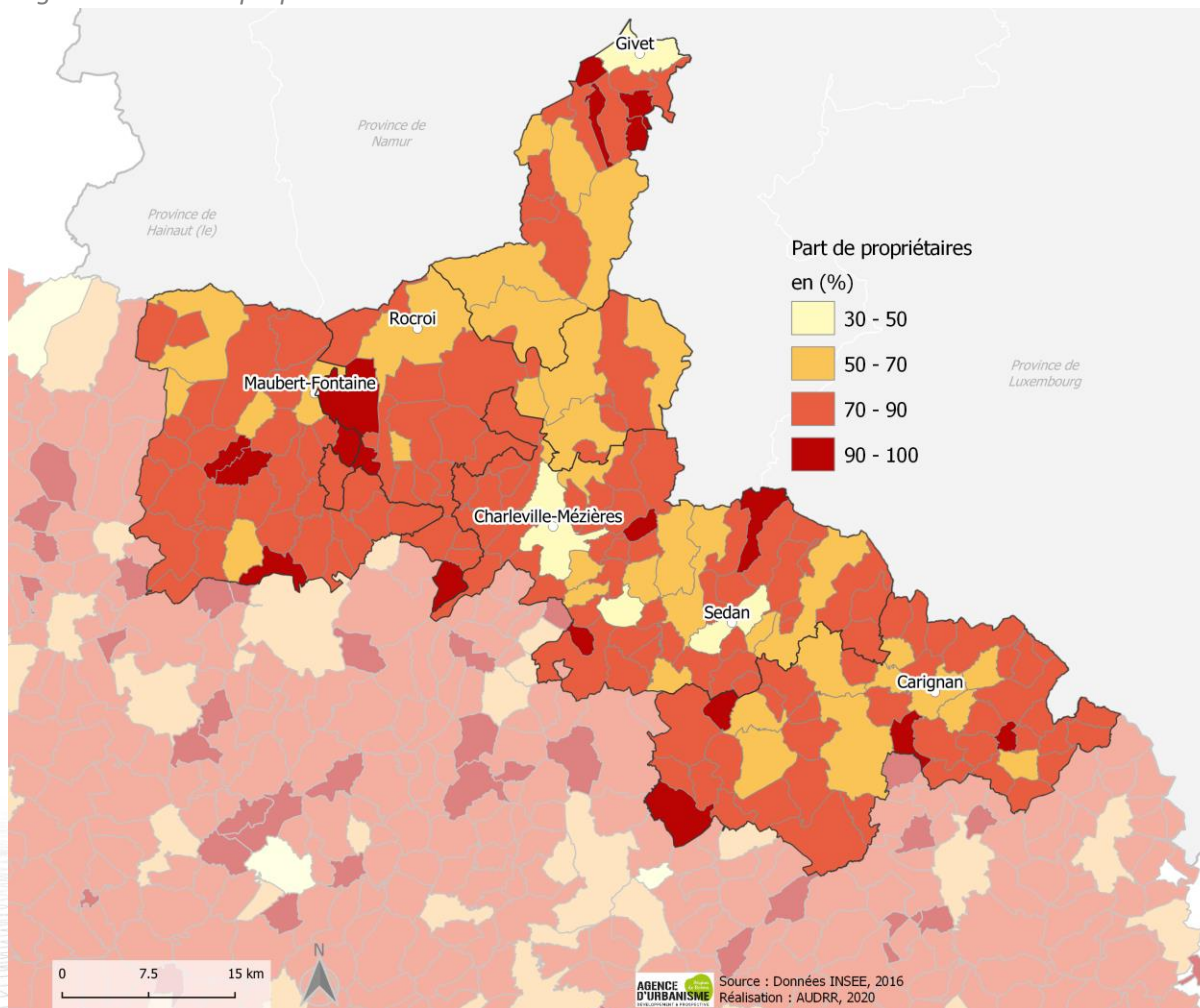 Givet
Province de
Namur
Province de
Hainaut (le)
Part de propriétaires
en (%)
30 - 50
50 - 70
70 - 90
90 - 100
Rocroi
Maubert-Fontaine
Province de
Luxembourg
Charleville-Mézières
Sedan
Carignan
N
0 7.5 15 km
AGENCE
D'URBANISME
Source : Données INSEE, 2016
Réalisation : AUDRR, 2020